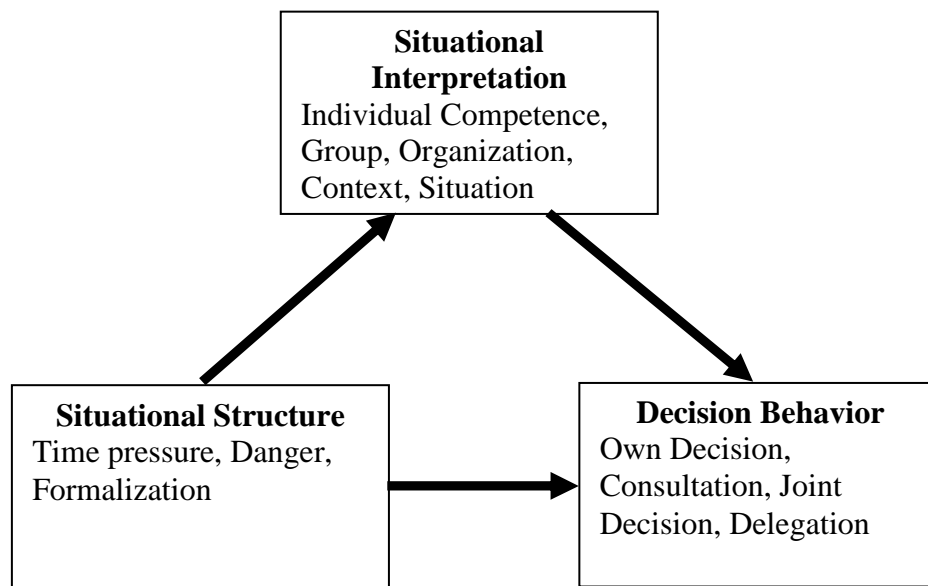 Situational
Interpretation
Individual Competence,
Group, Organization,
Context, Situation
Situational Structure
Time pressure, Danger,
Formalization
Decision Behavior
Own Decision,
Consultation, Joint
Decision, Delegation